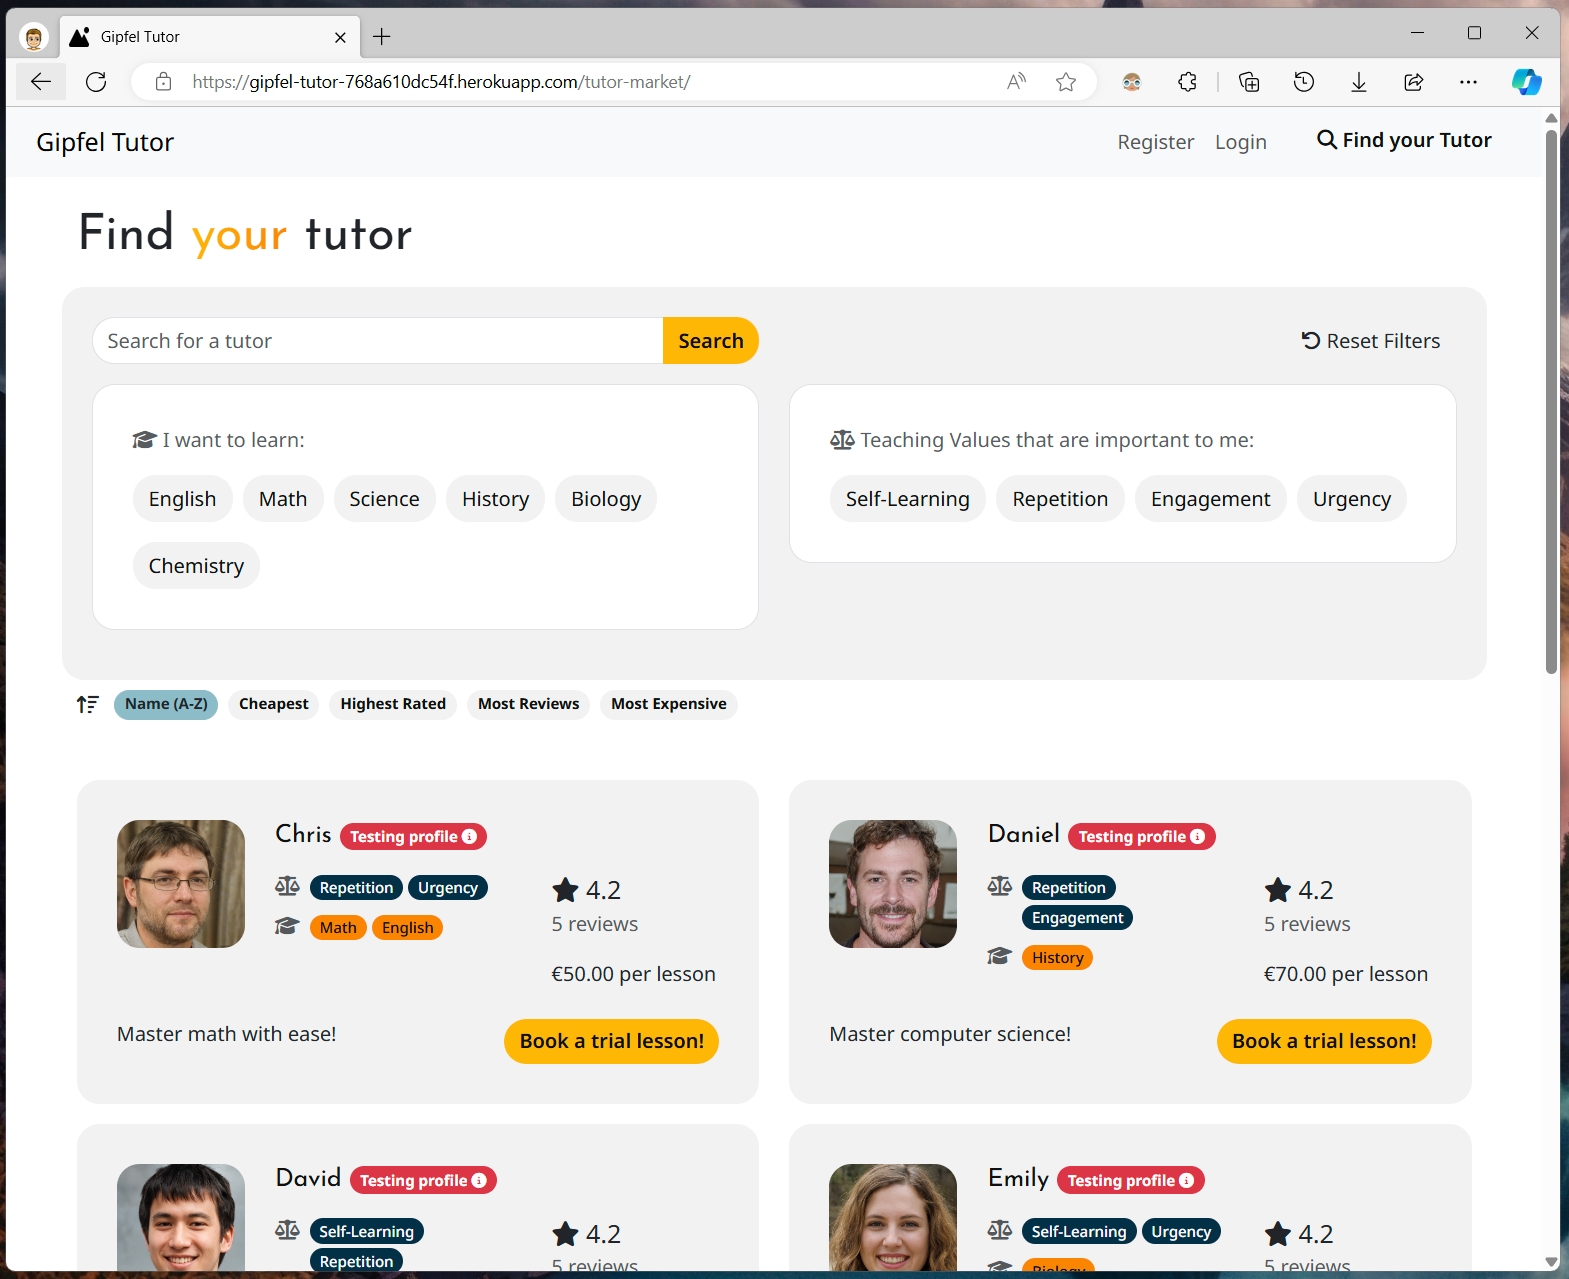 Gipfel Tutor
https://gipfel-tutor-768a610dc54f.herokuapp.com/tutor-market/
Gipfel Tutor
Register Login Find your Tutor
Find your tutor
Search for a tutor Search Reset Filters
I want to learn:
English Math Science History Biology
Chemistry
Teaching Values that are important to me:
Self-Learning Repetition Engagement Urgency
Name (A-Z) Cheapest Highest Rated Most Reviews Most Expensive
Chris Testing profile
Repetition Urgency
Math English
4.2
5 reviews
€50.00 per lesson
Master math with ease! Book a trial lesson!
Daniel Testing profile
Repetition
Engagement
History
4.2
5 reviews
€70.00 per lesson
Master computer science! Book a trial lesson!
David Testing profile
Self-Learning
Repetition
4.2
5 reviews
Emily Testing profile
Self-Learning Urgency
Biology
4.2
5 reviews